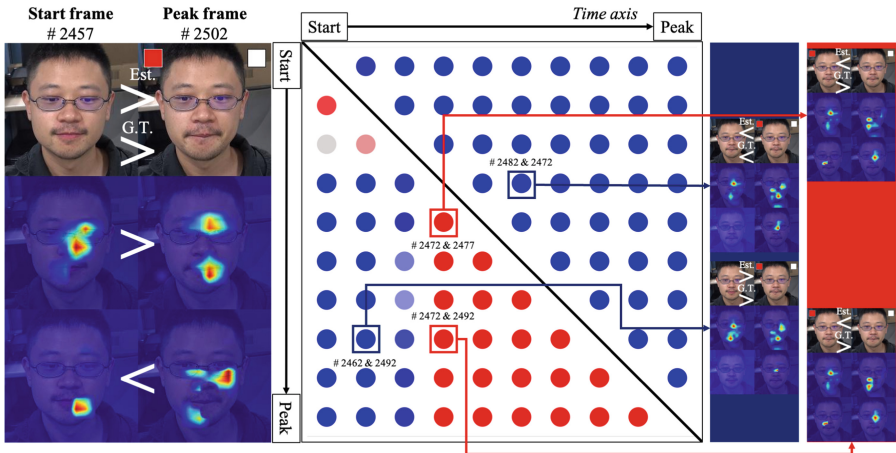 Start frame
# 2457
Peak frame
# 2502
Est.
>
G.T.
>
>
<
Start
Time axis
Peak
Start
Peak
# 2482 & 2472
# 2472 & 2477
# 2472 & 2492
# 2462 & 2492
Est.
>
G.T.
>
Est.
>
G.T.
>
Est.
G.T.
Est.
G.T.